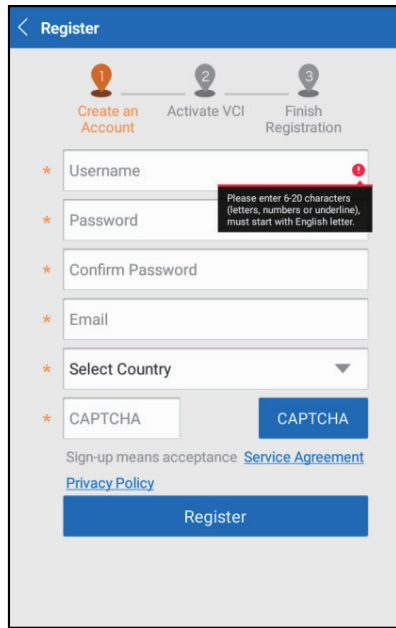 Register
1 2 3
Create an Account
Activate VCI
Finish Registration
* Username
Please enter 6-20 characters
(letters, numbers or underline),
must start with English letter.
* Password
* Confirm Password
* Email
* Select Country
* CAPTCHA CAPTCHA
Sign-up means acceptance Service Agreement
Privacy Policy
Register